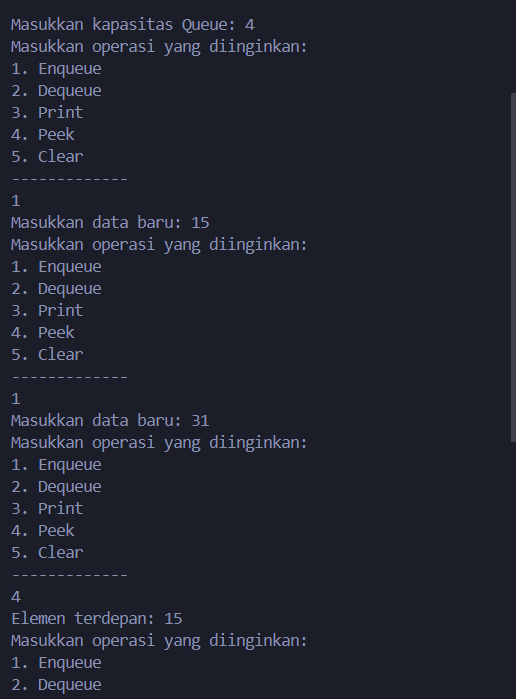 Masukkan kapasitas Queue: 4
Masukkan operasi yang diinginkan:
1. Enqueue
2. Dequeue
3. Print
4. Peek
5. Clear
-------------
1
Masukkan data baru: 15
Masukkan operasi yang diinginkan:
1. Enqueue
2. Dequeue
3. Print
4. Peek
5. Clear
-------------
1
Masukkan data baru: 31
Masukkan operasi yang diinginkan:
1. Enqueue
2. Dequeue
3. Print
4. Peek
5. Clear
-------------
4
Elemen terdepan: 15
Masukkan operasi yang diinginkan:
1. Enqueue
2. Dequeue